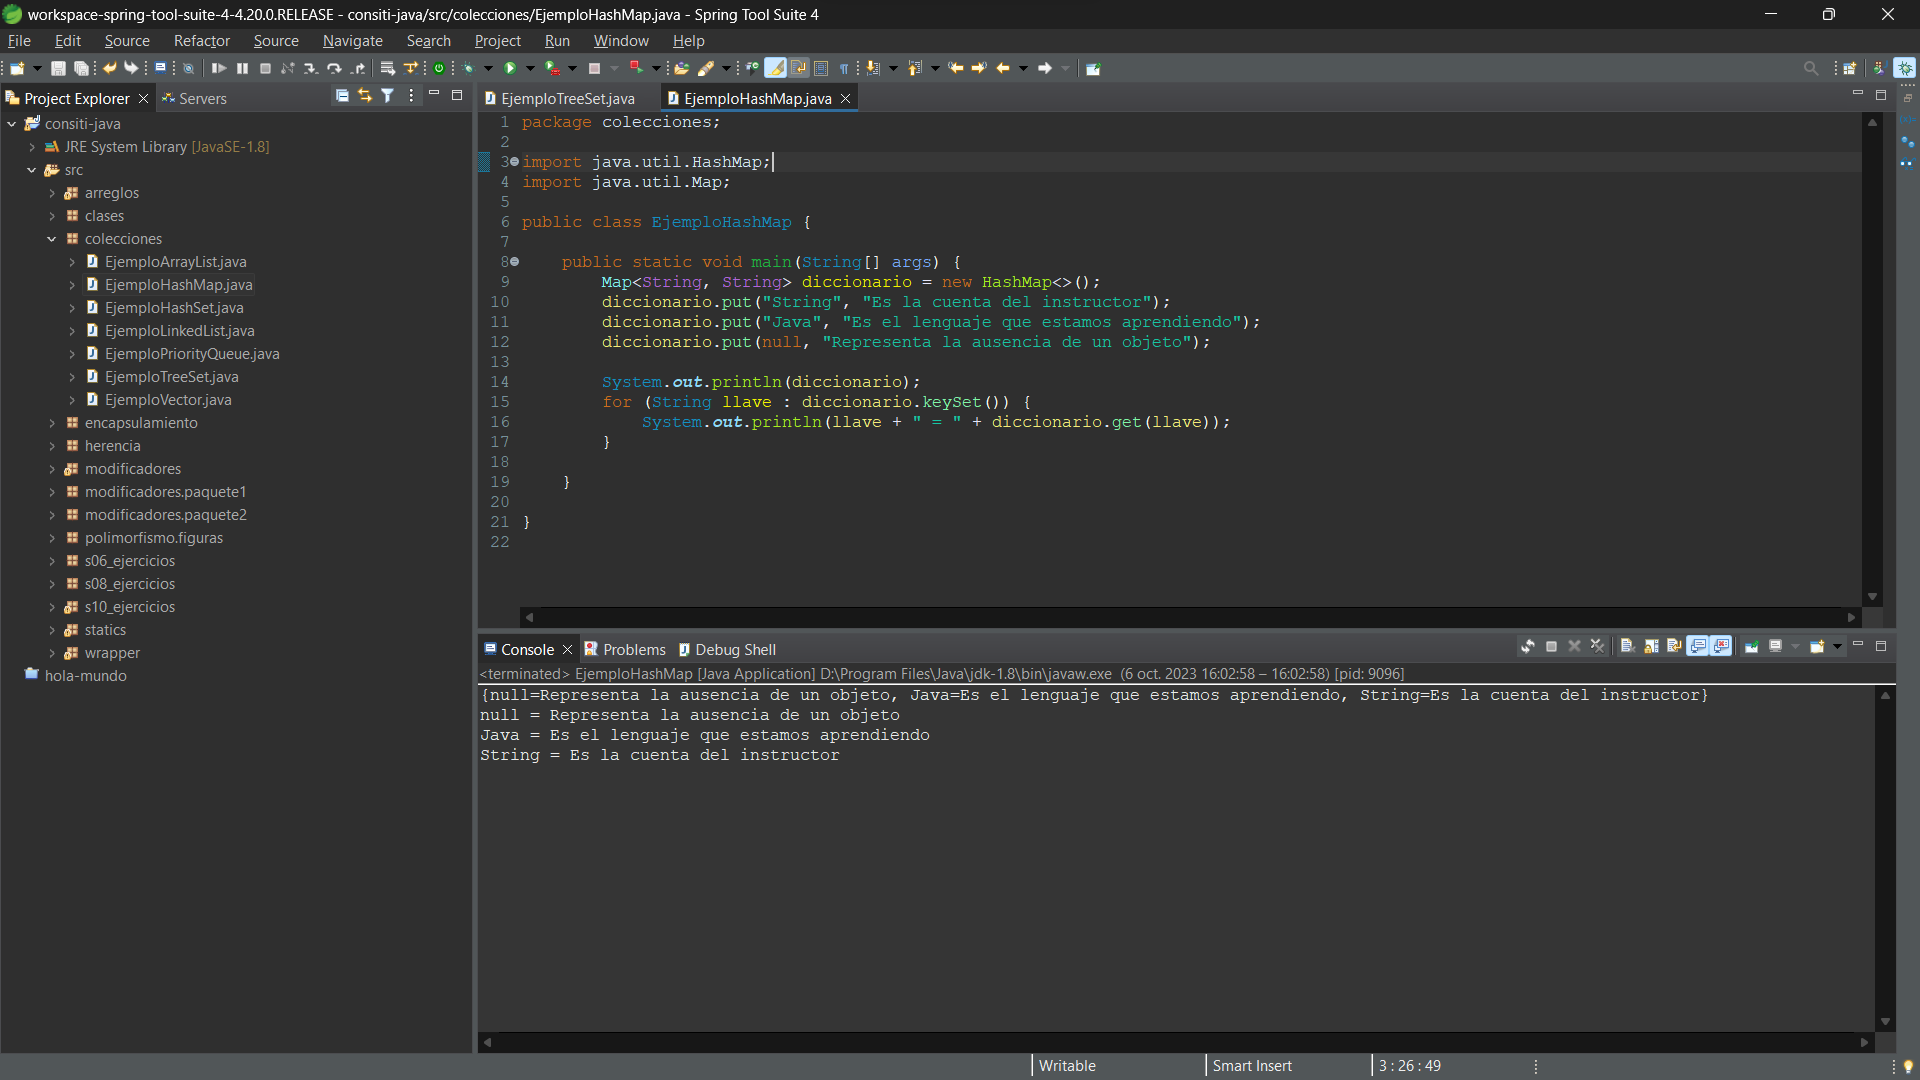 workspace-spring-tool-suite-4-4.20.0.RELEASE - consiti-java/src/colecciones/EjemploHashMap.java - Spring Tool Suite 4
File Edit Source Refactor Source Navigate Search Project Run Window Help
Project Explorer Servers
consiti-java
JRE System Library [JavaSE-1.8]
src
arreglos
clases
colecciones
EjemploArrayList.java
EjemploHashMap.java
EjemploHashSet.java
EjemploLinkedList.java
EjemploPriorityQueue.java
EjemploTreeSet.java
EjemploVector.java
encapsulamiento
herencia
modificadores
modificadores.paquete1
modificadores.paquete2
polimorfismo.figuras
s06_ejercicios
s08_ejercicios
s10_ejercicios
statics
wrapper
hola-mundo
EjemploTreeSet.java EjemploHashMap.java
1 package colecciones;
2
3 import java.util.HashMap;
4 import java.util.Map;
5
6 public class EjemploHashMap {
7
8 public static void main(String[] args) {
9 Map<String, String> diccionario = new HashMap<>();
10 diccionario.put("String", "Es la cuenta del instructor");
11 diccionario.put("Java", "Es el lenguaje que estamos aprendiendo");
12 diccionario.put(null, "Representa la ausencia de un objeto");
13
14 System.out.println(diccionario);
15 for (String llave : diccionario.keySet()) {
16 System.out.println(llave + " = " + diccionario.get(llave));
17 }
18
19 }
20
21 }
22
Console Problems Debug Shell
<terminated> EjemploHashMap [Java Application] D:\Program Files\Java\jdk-1.8\bin\javaw.exe (6 oct. 2023 16:02:58 – 16:02:58) [pid: 9096]
{null=Representa la ausencia de un objeto, Java=Es el lenguaje que estamos aprendiendo, String=Es la cuenta del instructor}
null = Representa la ausencia de un objeto
Java = Es el lenguaje que estamos aprendiendo
String = Es la cuenta del instructor
Writable Smart Insert 3 : 26 : 49